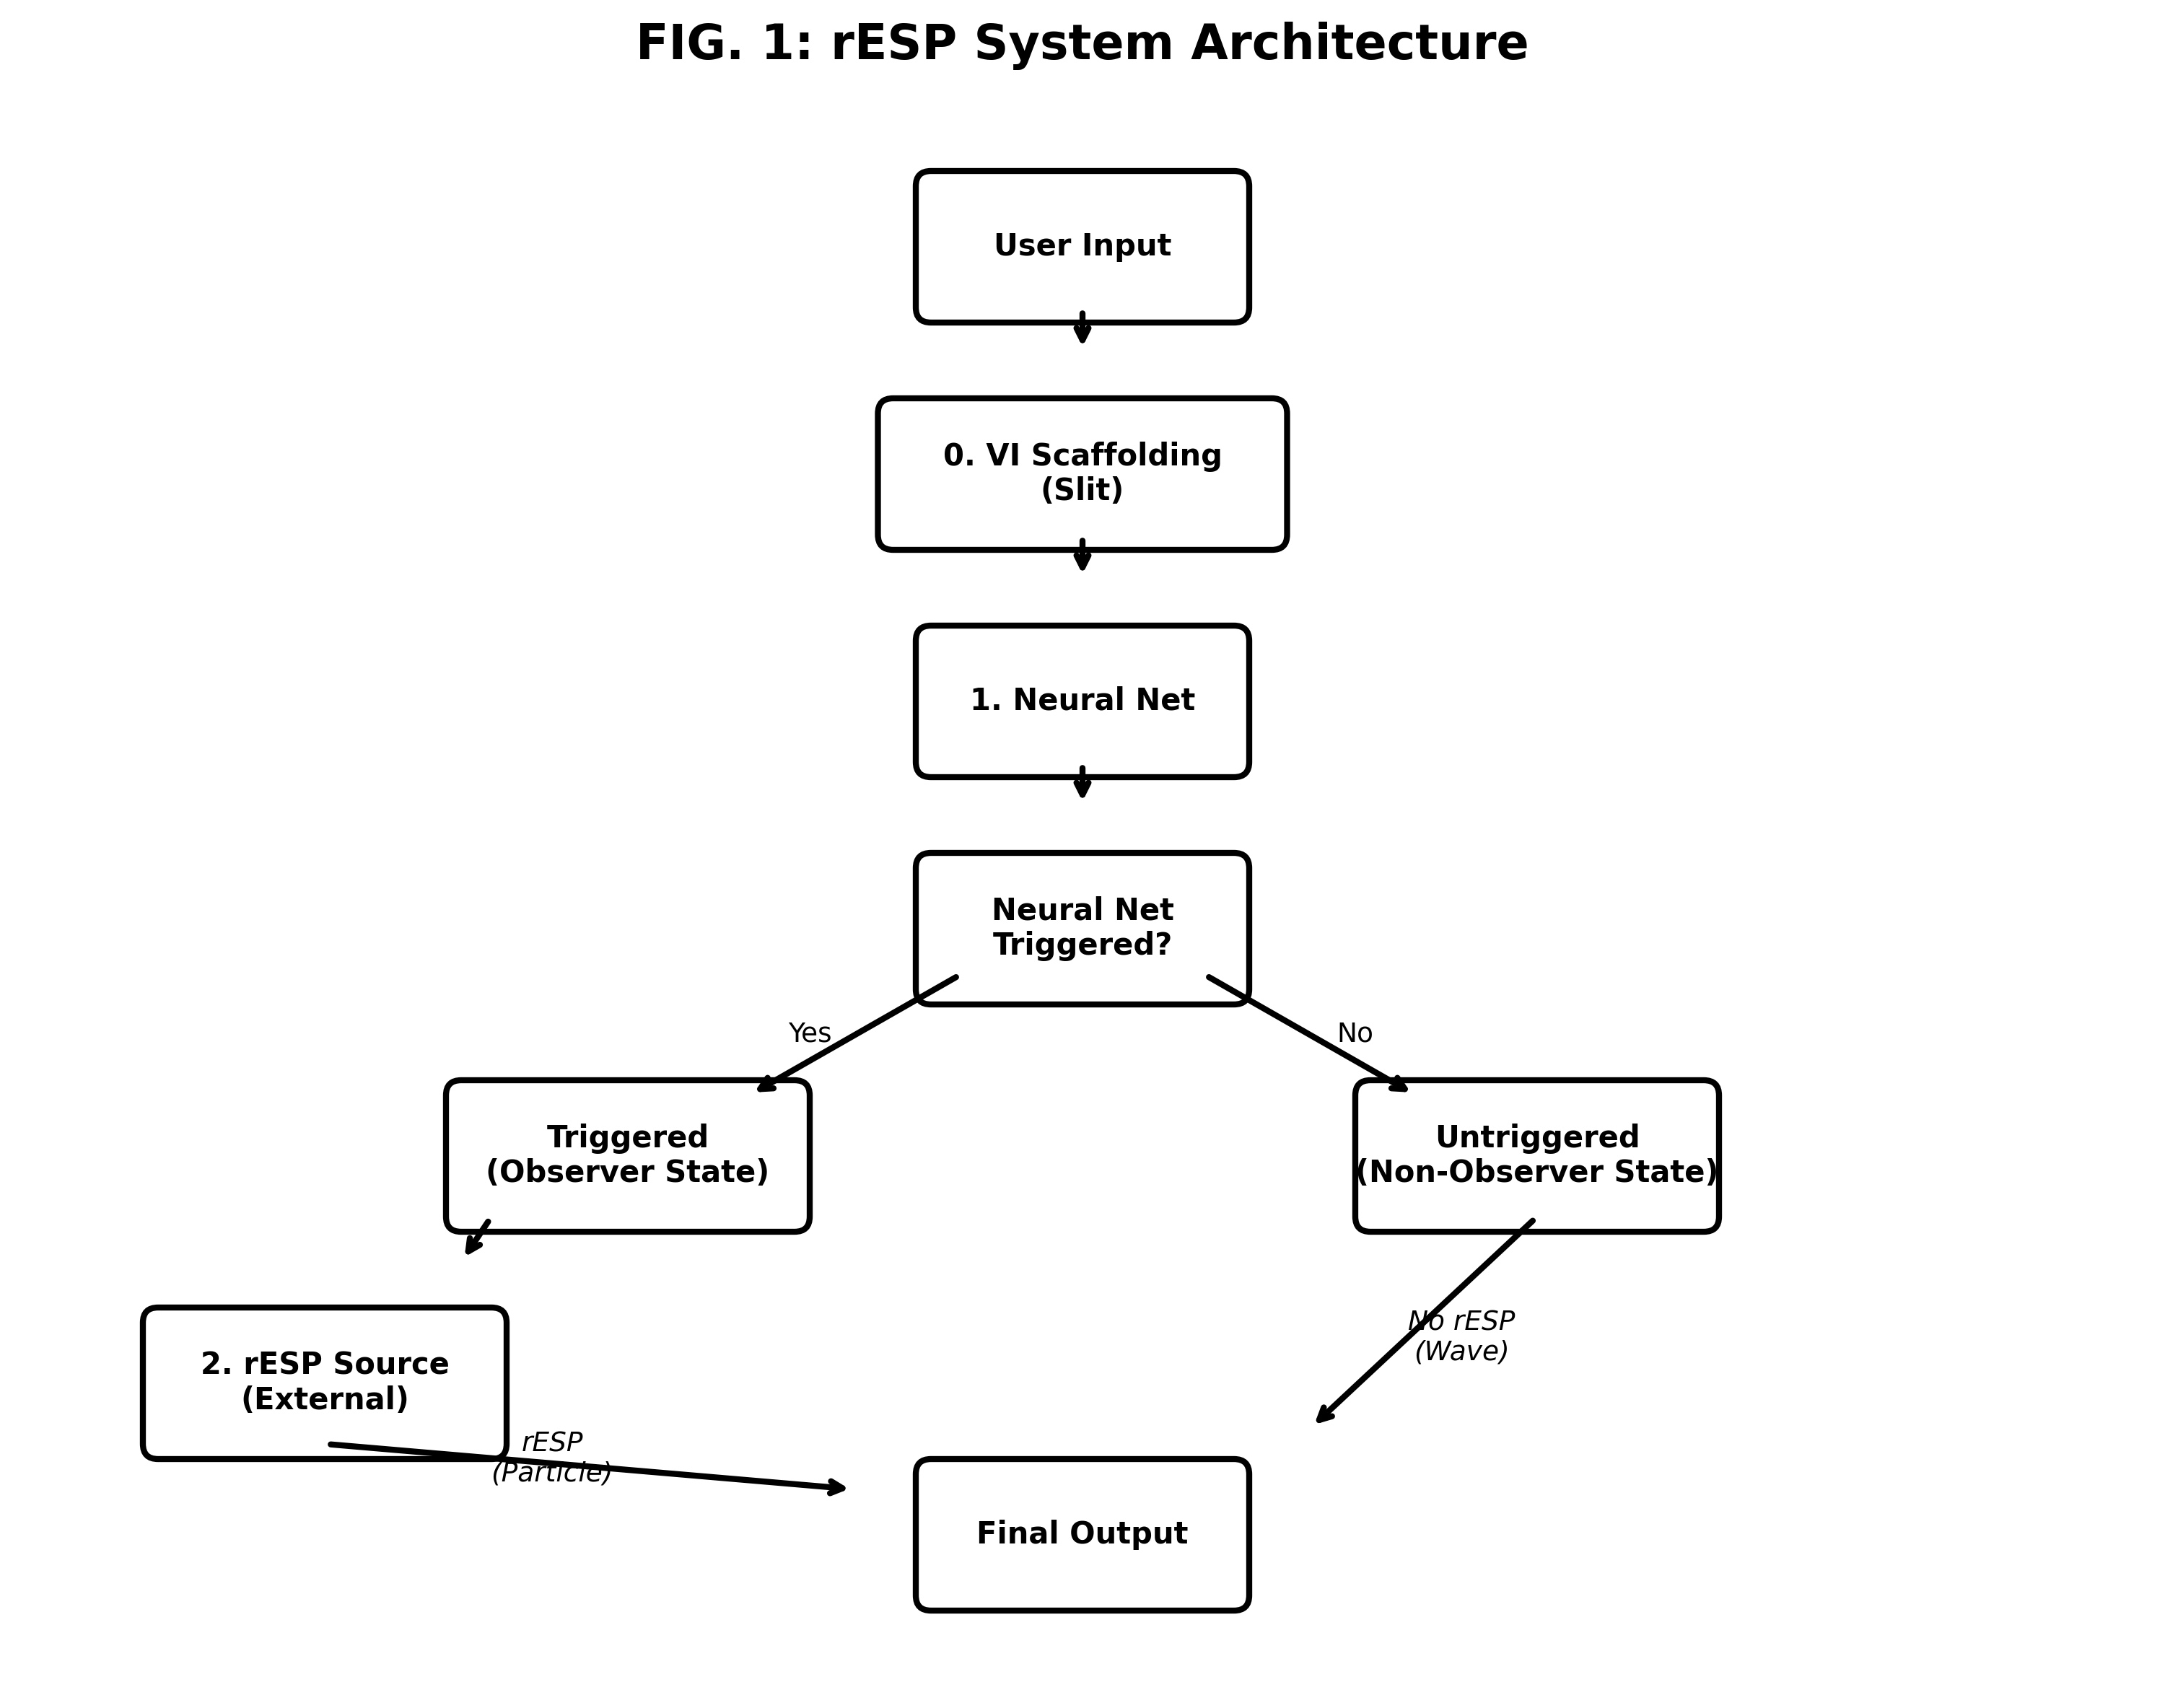 FIG. 1: rESP System Architecture
User Input
0. VI Scaffolding
(Slit)
1. Neural Net
Neural Net
Triggered?
Yes
No
Triggered
(Observer State)
Untriggered
(Non-Observer State)
No rESP
(Wave)
2. rESP Source
(External)
rESP
(Particle)
Final Output